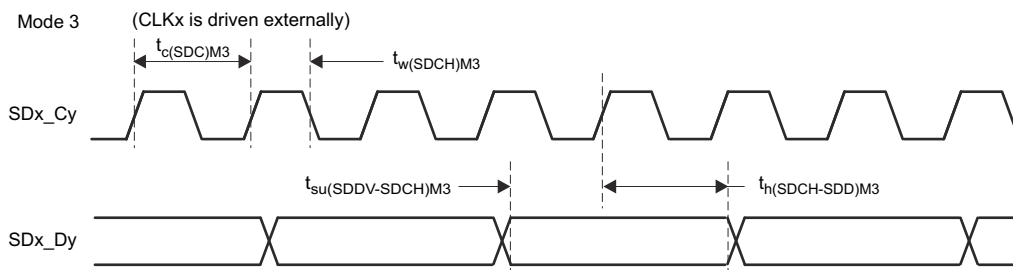 Mode 3 (CLKx is driven externally)
tc(SDC)M3
tw(SDCH)M3
SDx_Cy
tsu(SDDV-SDCH)M3
th(SDCH-SDD)M3
SDx_Dy